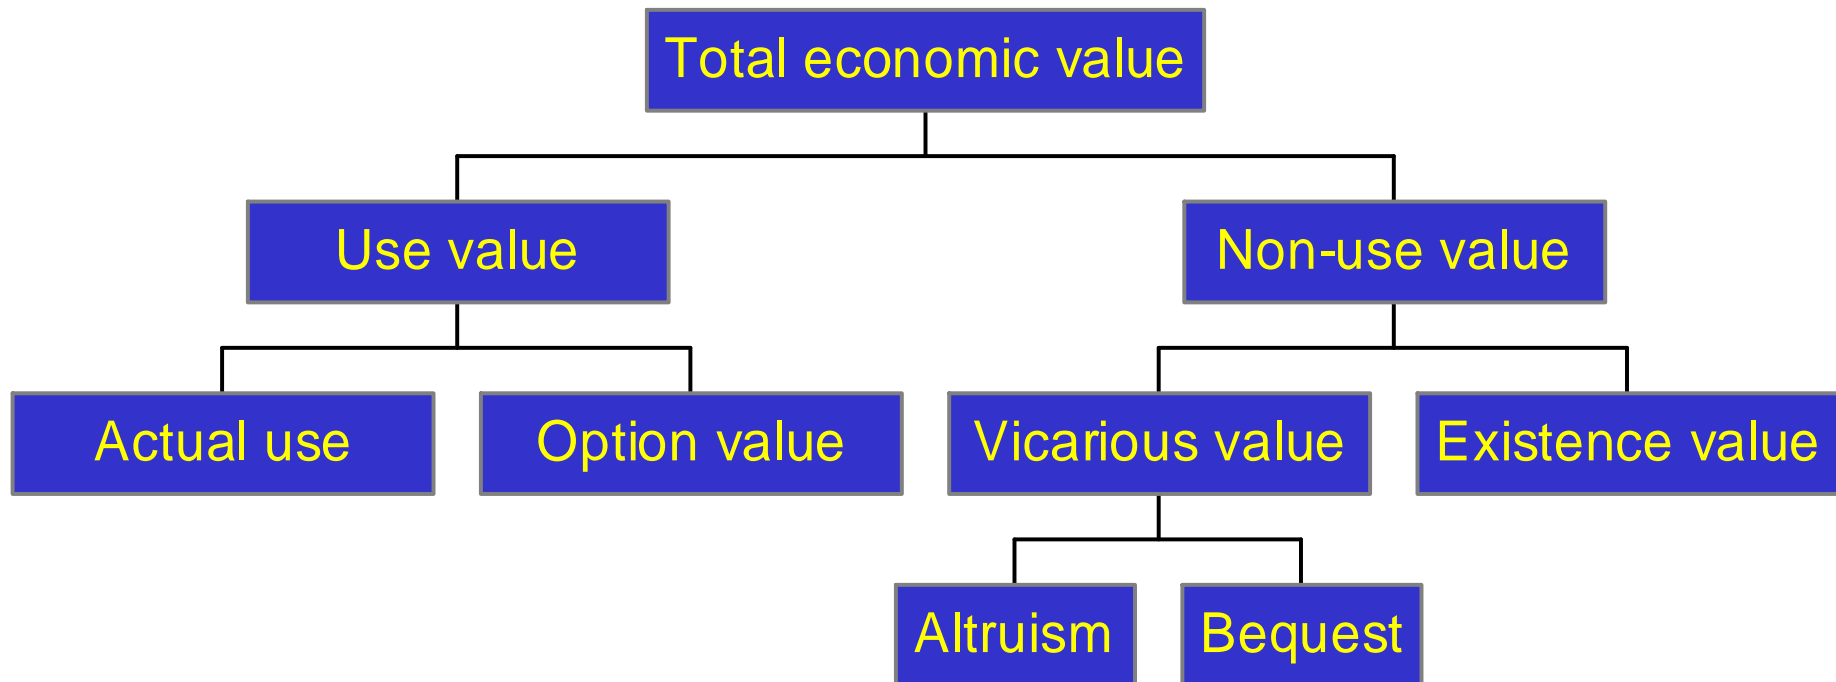 Total economic value
Use value
Non-use value
Actual use
Option value
Vicarious value
Existence value
Altruism
Bequest